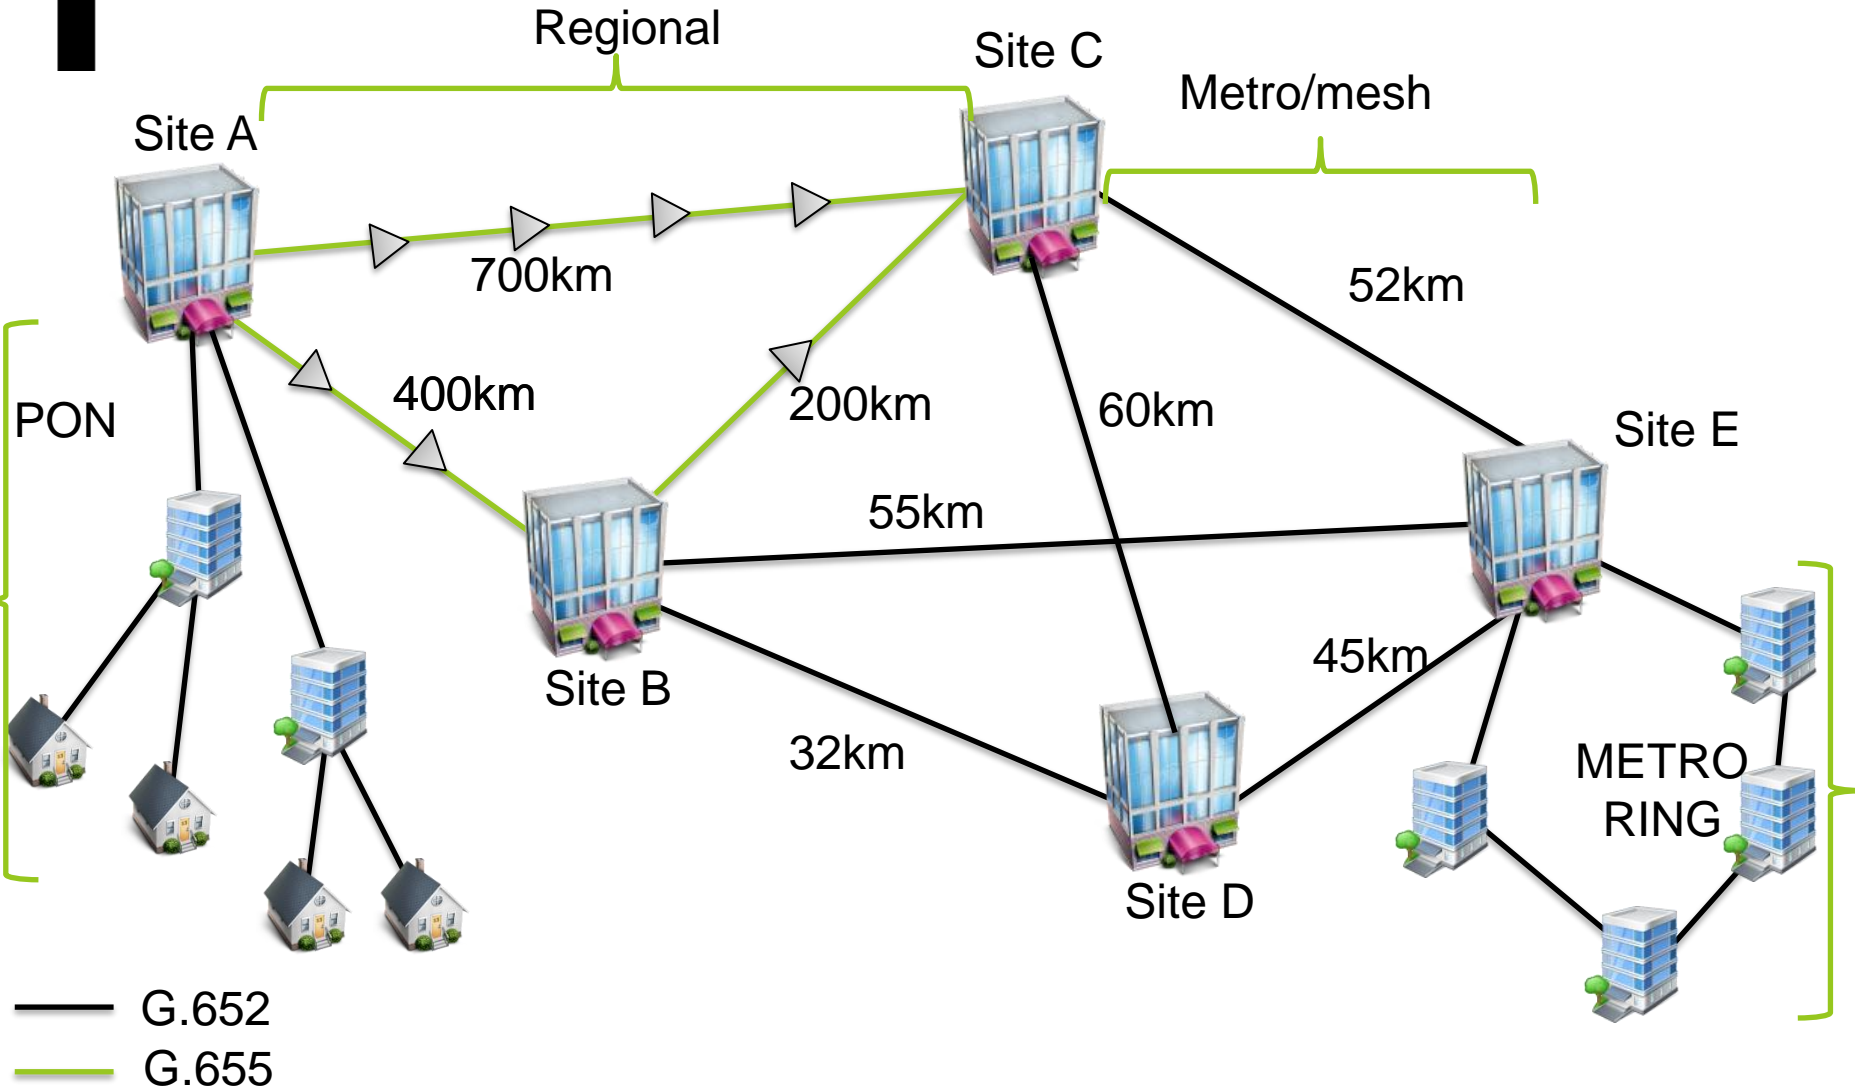 Regional
Site C
Metro/mesh
Site A
700km
52km
400km
200km
60km
PON
Site E
55km
45km
Site B
32km
METRO
RING
Site D
G.652
G.655